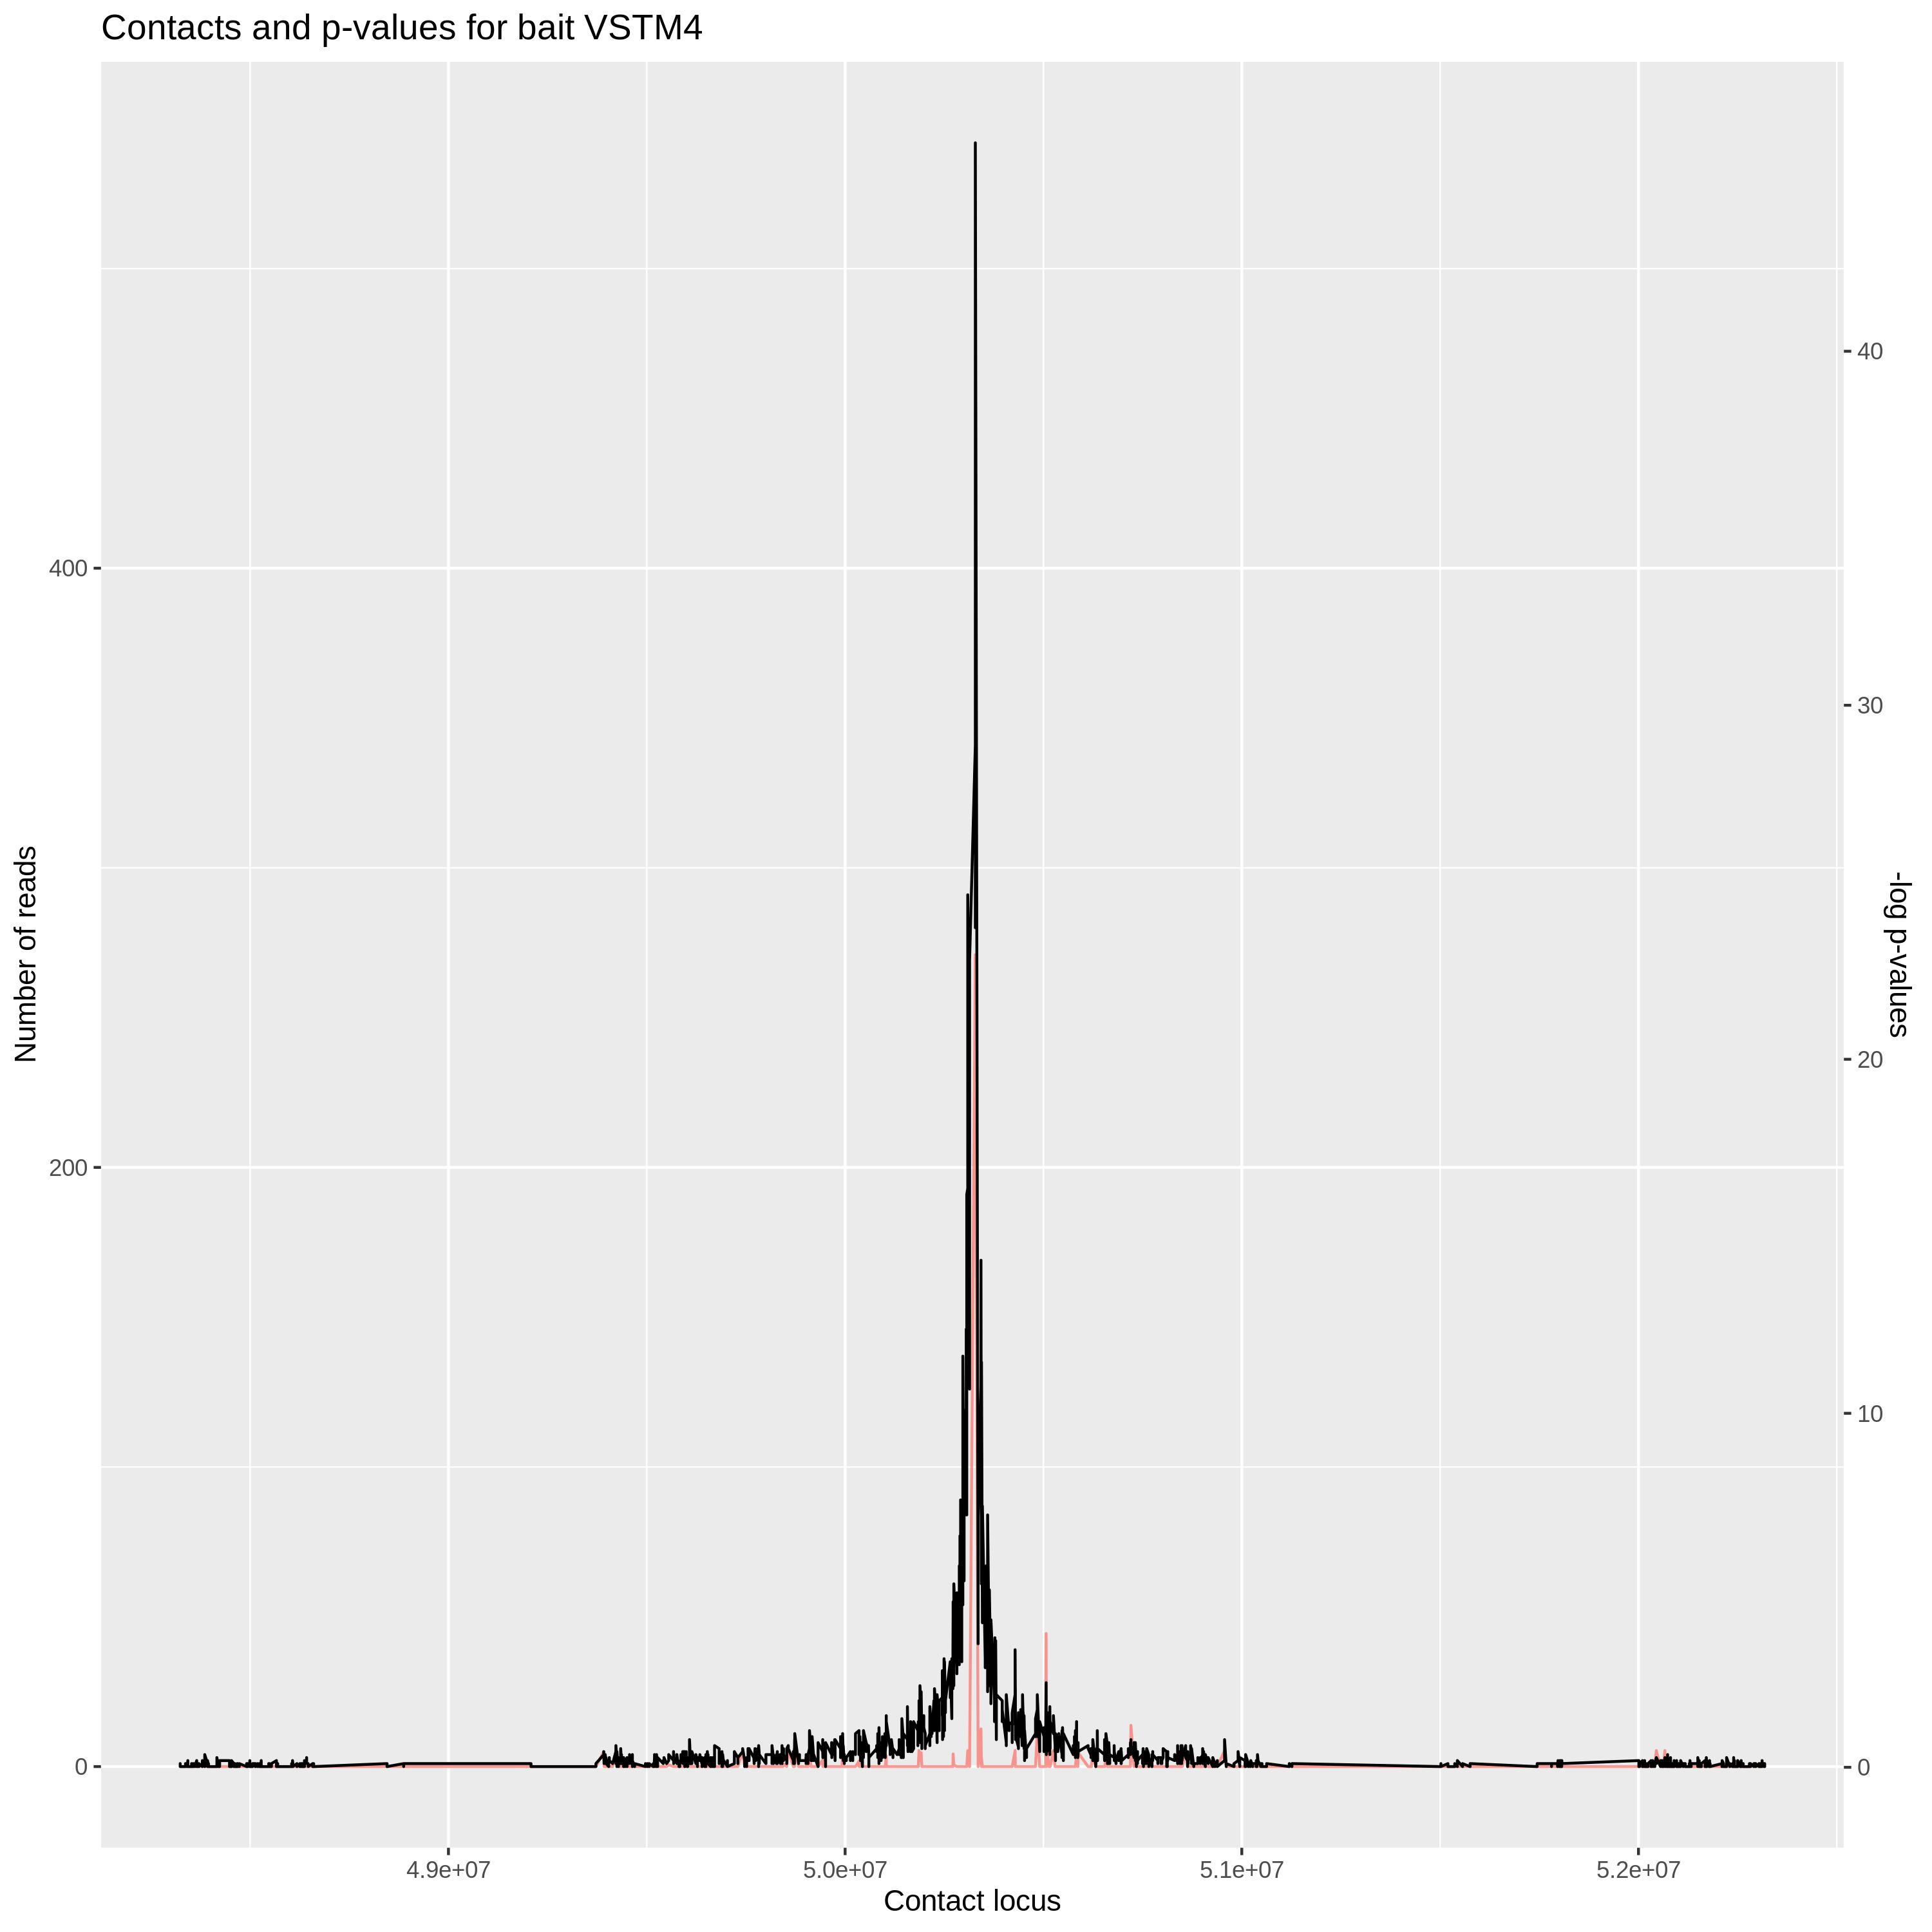 Contacts and p-values for bait VSTM4
400
200
0
Number of reads
40
30
20
10
0
-log p-values
4.9e+07
5.0e+07
5.1e+07
5.2e+07
Contact locus